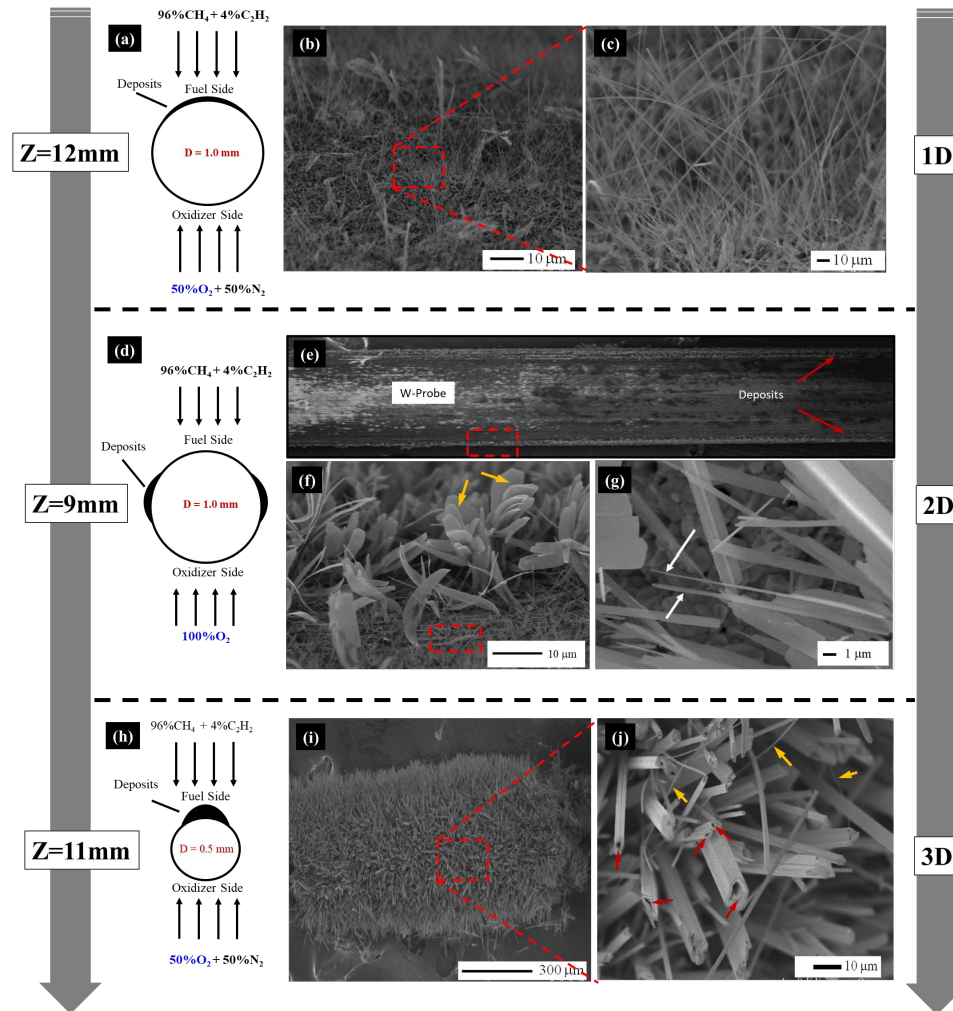 (a)
96%CH₄ + 4%C₂H₂
Deposits
Fuel Side
D = 1.0 mm
Oxidizer Side
50%O₂ + 50%N₂
Z=12mm
(b)
10 µm
(c)
10 µm
1D
(d)
96%CH₄ + 4%C₂H₂
Fuel Side
Deposits
D = 1.0 mm
Oxidizer Side
100%O₂
Z=9mm
(e)
W-Probe
Deposits
(f)
10 µm
(g)
1 µm
2D
(h)
96%CH₄ + 4%C₂H₂
Deposits
Fuel Side
D = 0.5 mm
Oxidizer Side
50%O₂ + 50%N₂
Z=11mm
(i)
300 µm
(j)
10 µm
3D